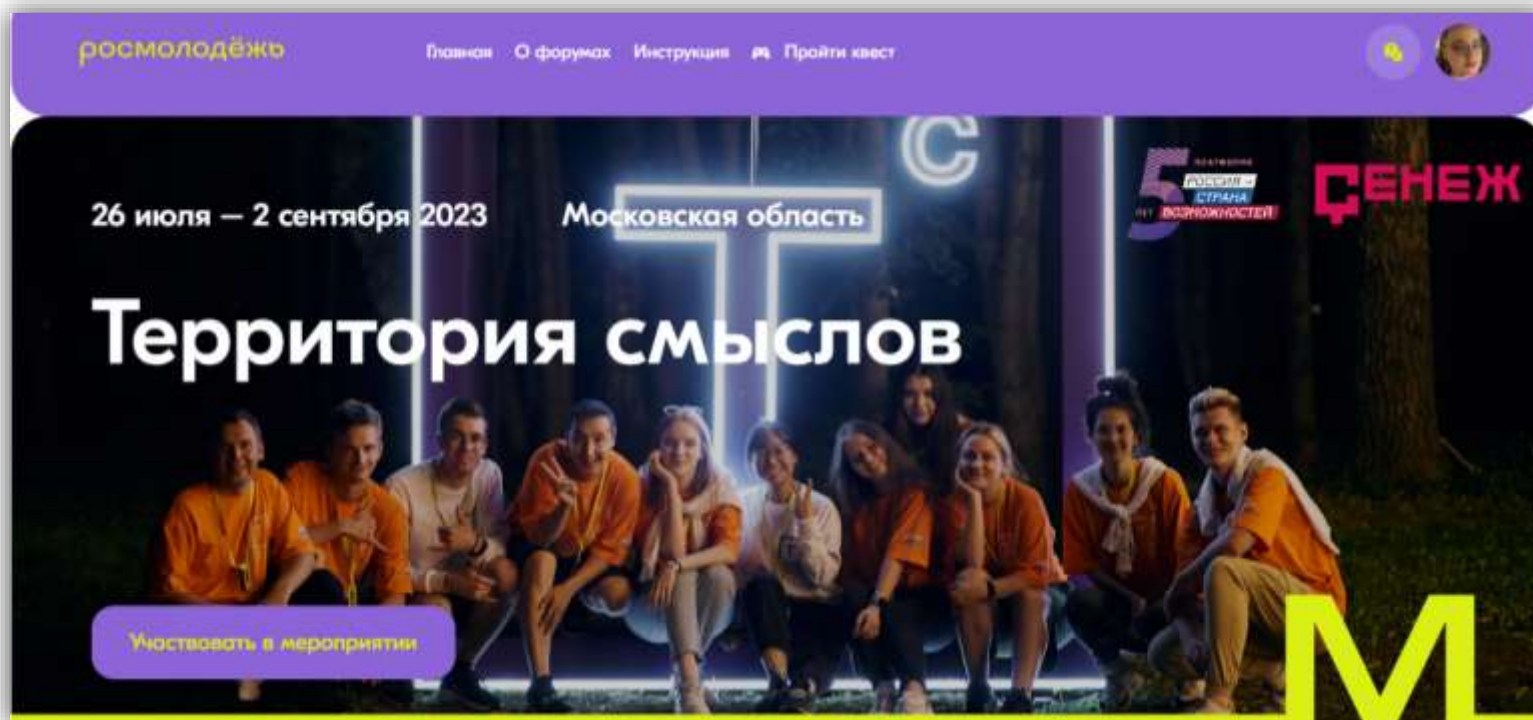 росмолодёжь
Главная О форумах Инструкция Пройти квест
26 июля – 2 сентября 2023 Московская область
С
Т
5 ЛЕТ
ПЛАТФОРМЕ
РОССИЯ –
СТРАНА
ВОЗМОЖНОСТЕЙ
СЕНЕЖ
Территория смыслов
Участвовать в мероприятии
М